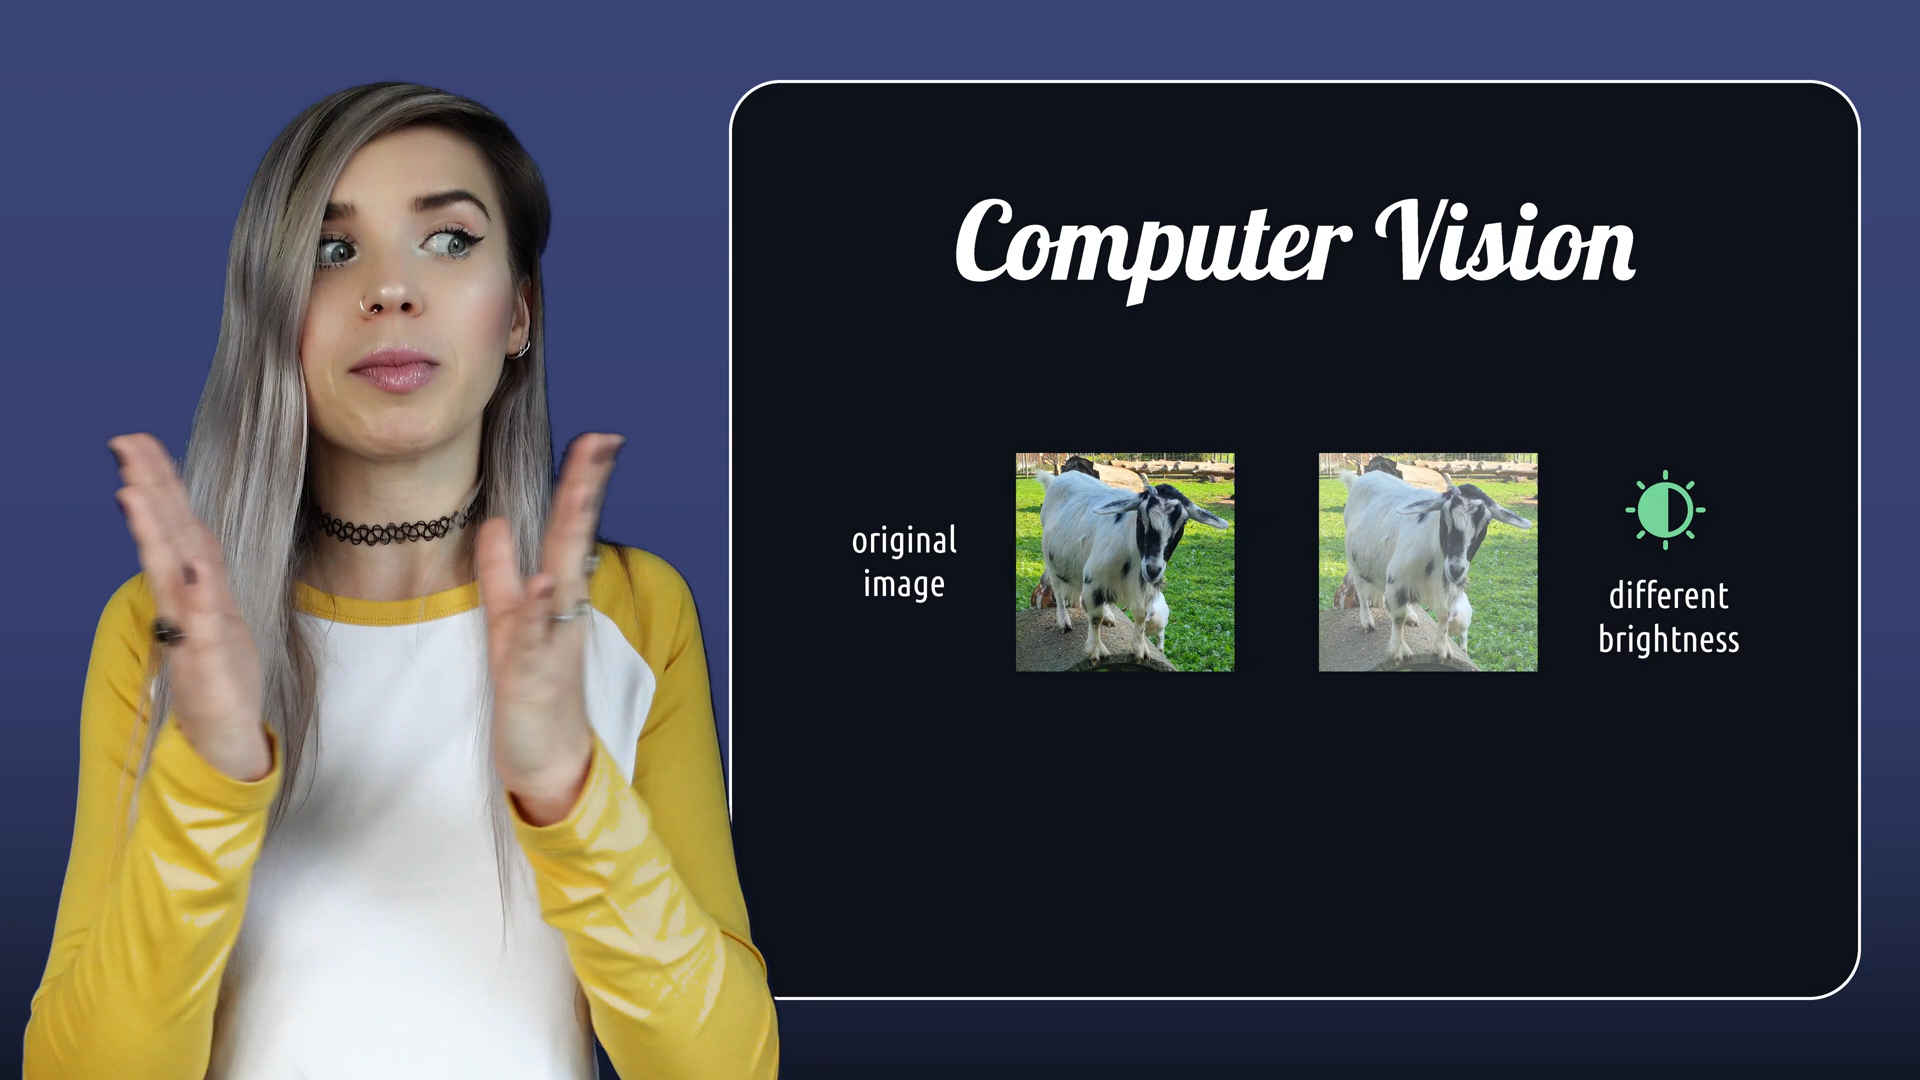 Computer Vision
original
image
different
brightness